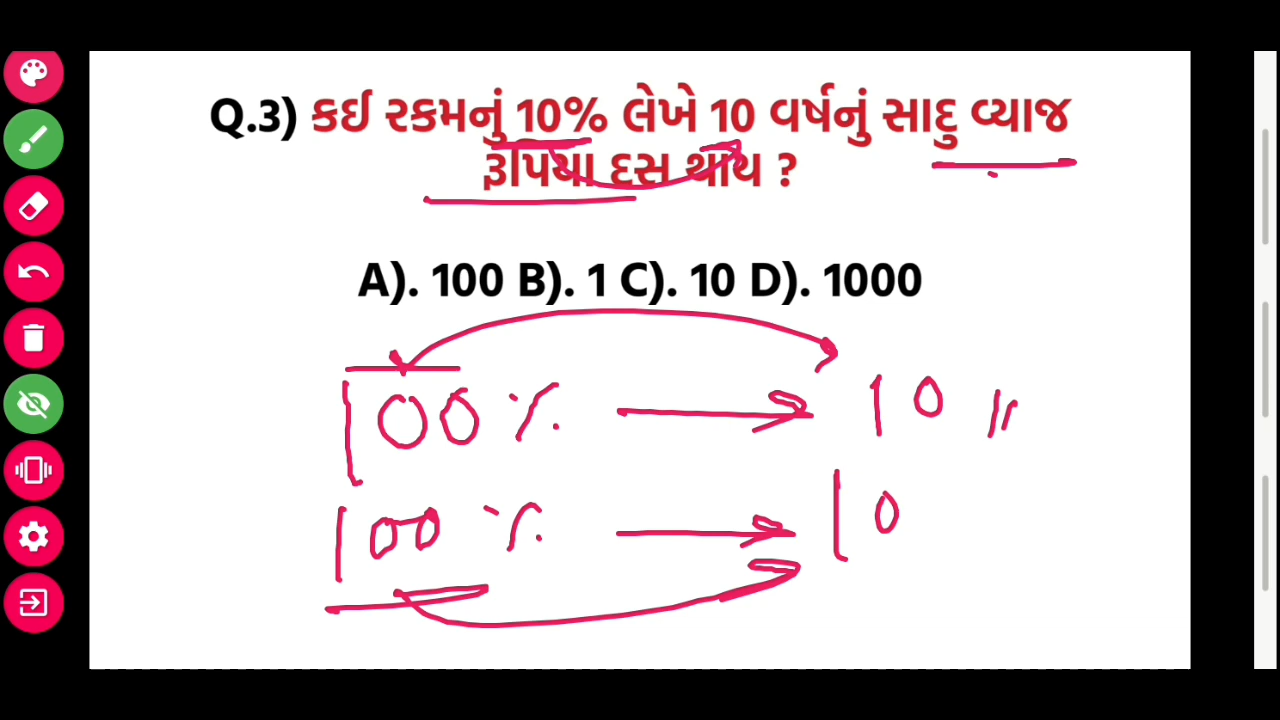 Q.3) કઈ રકમનું 10% લેખે 10 વર્ષનું સાદુ વ્યાજ
રૂપિયા દસ થાય ?
A). 100 B). 1 C). 10 D). 1000
100 % → 10 //
100 % → 10